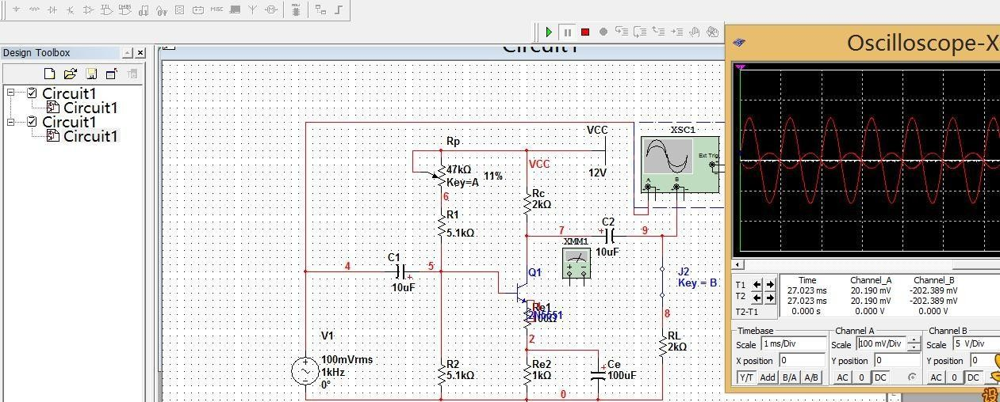 MISC
Circuit1
Design Toolbox
Circuit1
Circuit1
Circuit1
Circuit1
Rp
47kΩ
Key=A
11%
6
R1
5.1kΩ
VCC
VCC
12V
Rc
2kΩ
XSC1
Ext Trig
A
B
C2
10uF
7
9
XMM1
C1
10uF
4
5
Q1
2N5551
Re1
100Ω
J2
Key = B
8
RL
2kΩ
2
V1
100mVrms
1kHz
0°
R2
5.1kΩ
Re2
1kΩ
Ce
100uF
0
Oscilloscope-X
Time Channel_A Channel_B
T1 27.023 ms 20.190 mV -202.389 mV
T2 27.023 ms 20.190 mV -202.389 mV
T2-T1 0.000 s 0.000 V 0.000 V
Timebase
Scale 1 ms/Div
X position 0
Y/T Add B/A A/B
Channel A
Scale 100 mV/Div
Y position 0
AC 0 DC
Channel B
Scale 5 V/Div
Y position 0
AC 0 DC
设